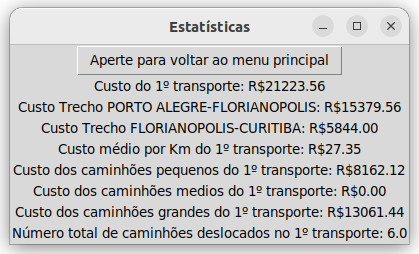 Estatísticas
Aperte para voltar ao menu principal
Custo do 1º transporte: R$21223.56
Custo Trecho PORTO ALEGRE-FLORIANOPOLIS: R$15379.56
Custo Trecho FLORIANOPOLIS-CURITIBA: R$5844.00
Custo médio por Km do 1º transporte: R$27.35
Custo dos caminhões pequenos do 1º transporte: R$8162.12
Custo dos caminhões medios do 1º transporte: R$0.00
Custo dos caminhões grandes do 1º transporte: R$13061.44
Número total de caminhões deslocados no 1º transporte: 6.0